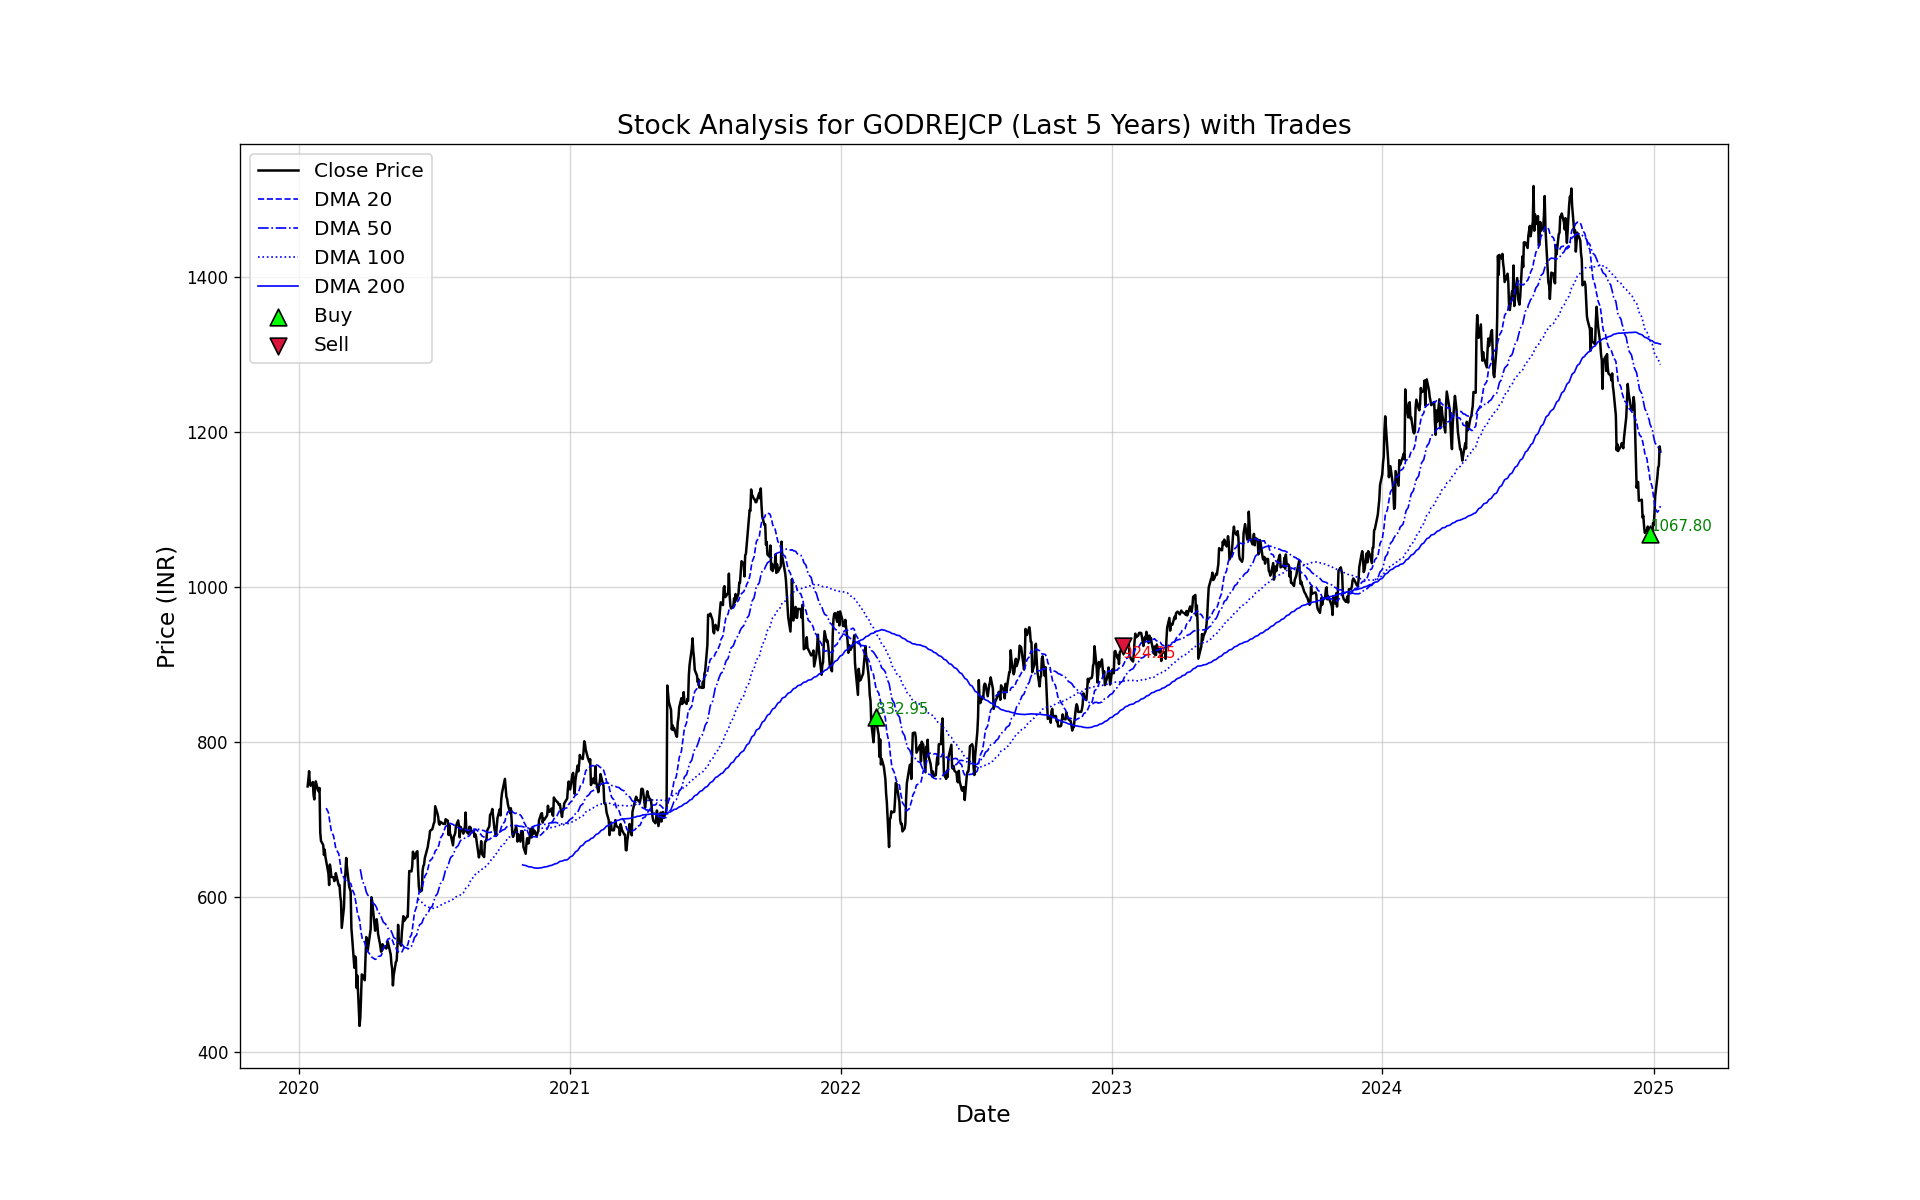 Stock Analysis for GODREJCP (Last 5 Years) with Trades
Close Price
DMA 20
DMA 50
DMA 100
DMA 200
Buy
Sell
1400
1200
1000
800
600
400
Price (INR)
1067.80
832.95
2020
2021
2022
2023
2024
2025
Date